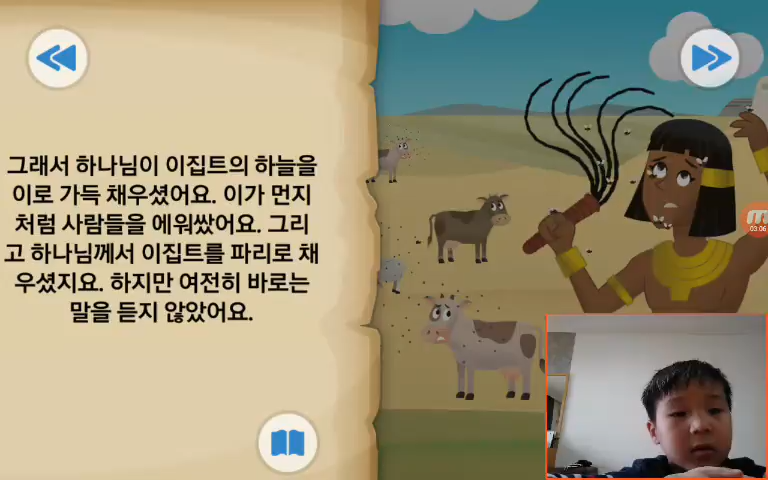 그래서 하나님이 이집트의 하늘을
이로 가득 채우셨어요. 이가 먼지
처럼 사람들을 에워쌌어요. 그리
고 하나님께서 이집트를 파리로 채
우셨지요. 하지만 여전히 바로는
말을 듣지 않았어요.
03:06